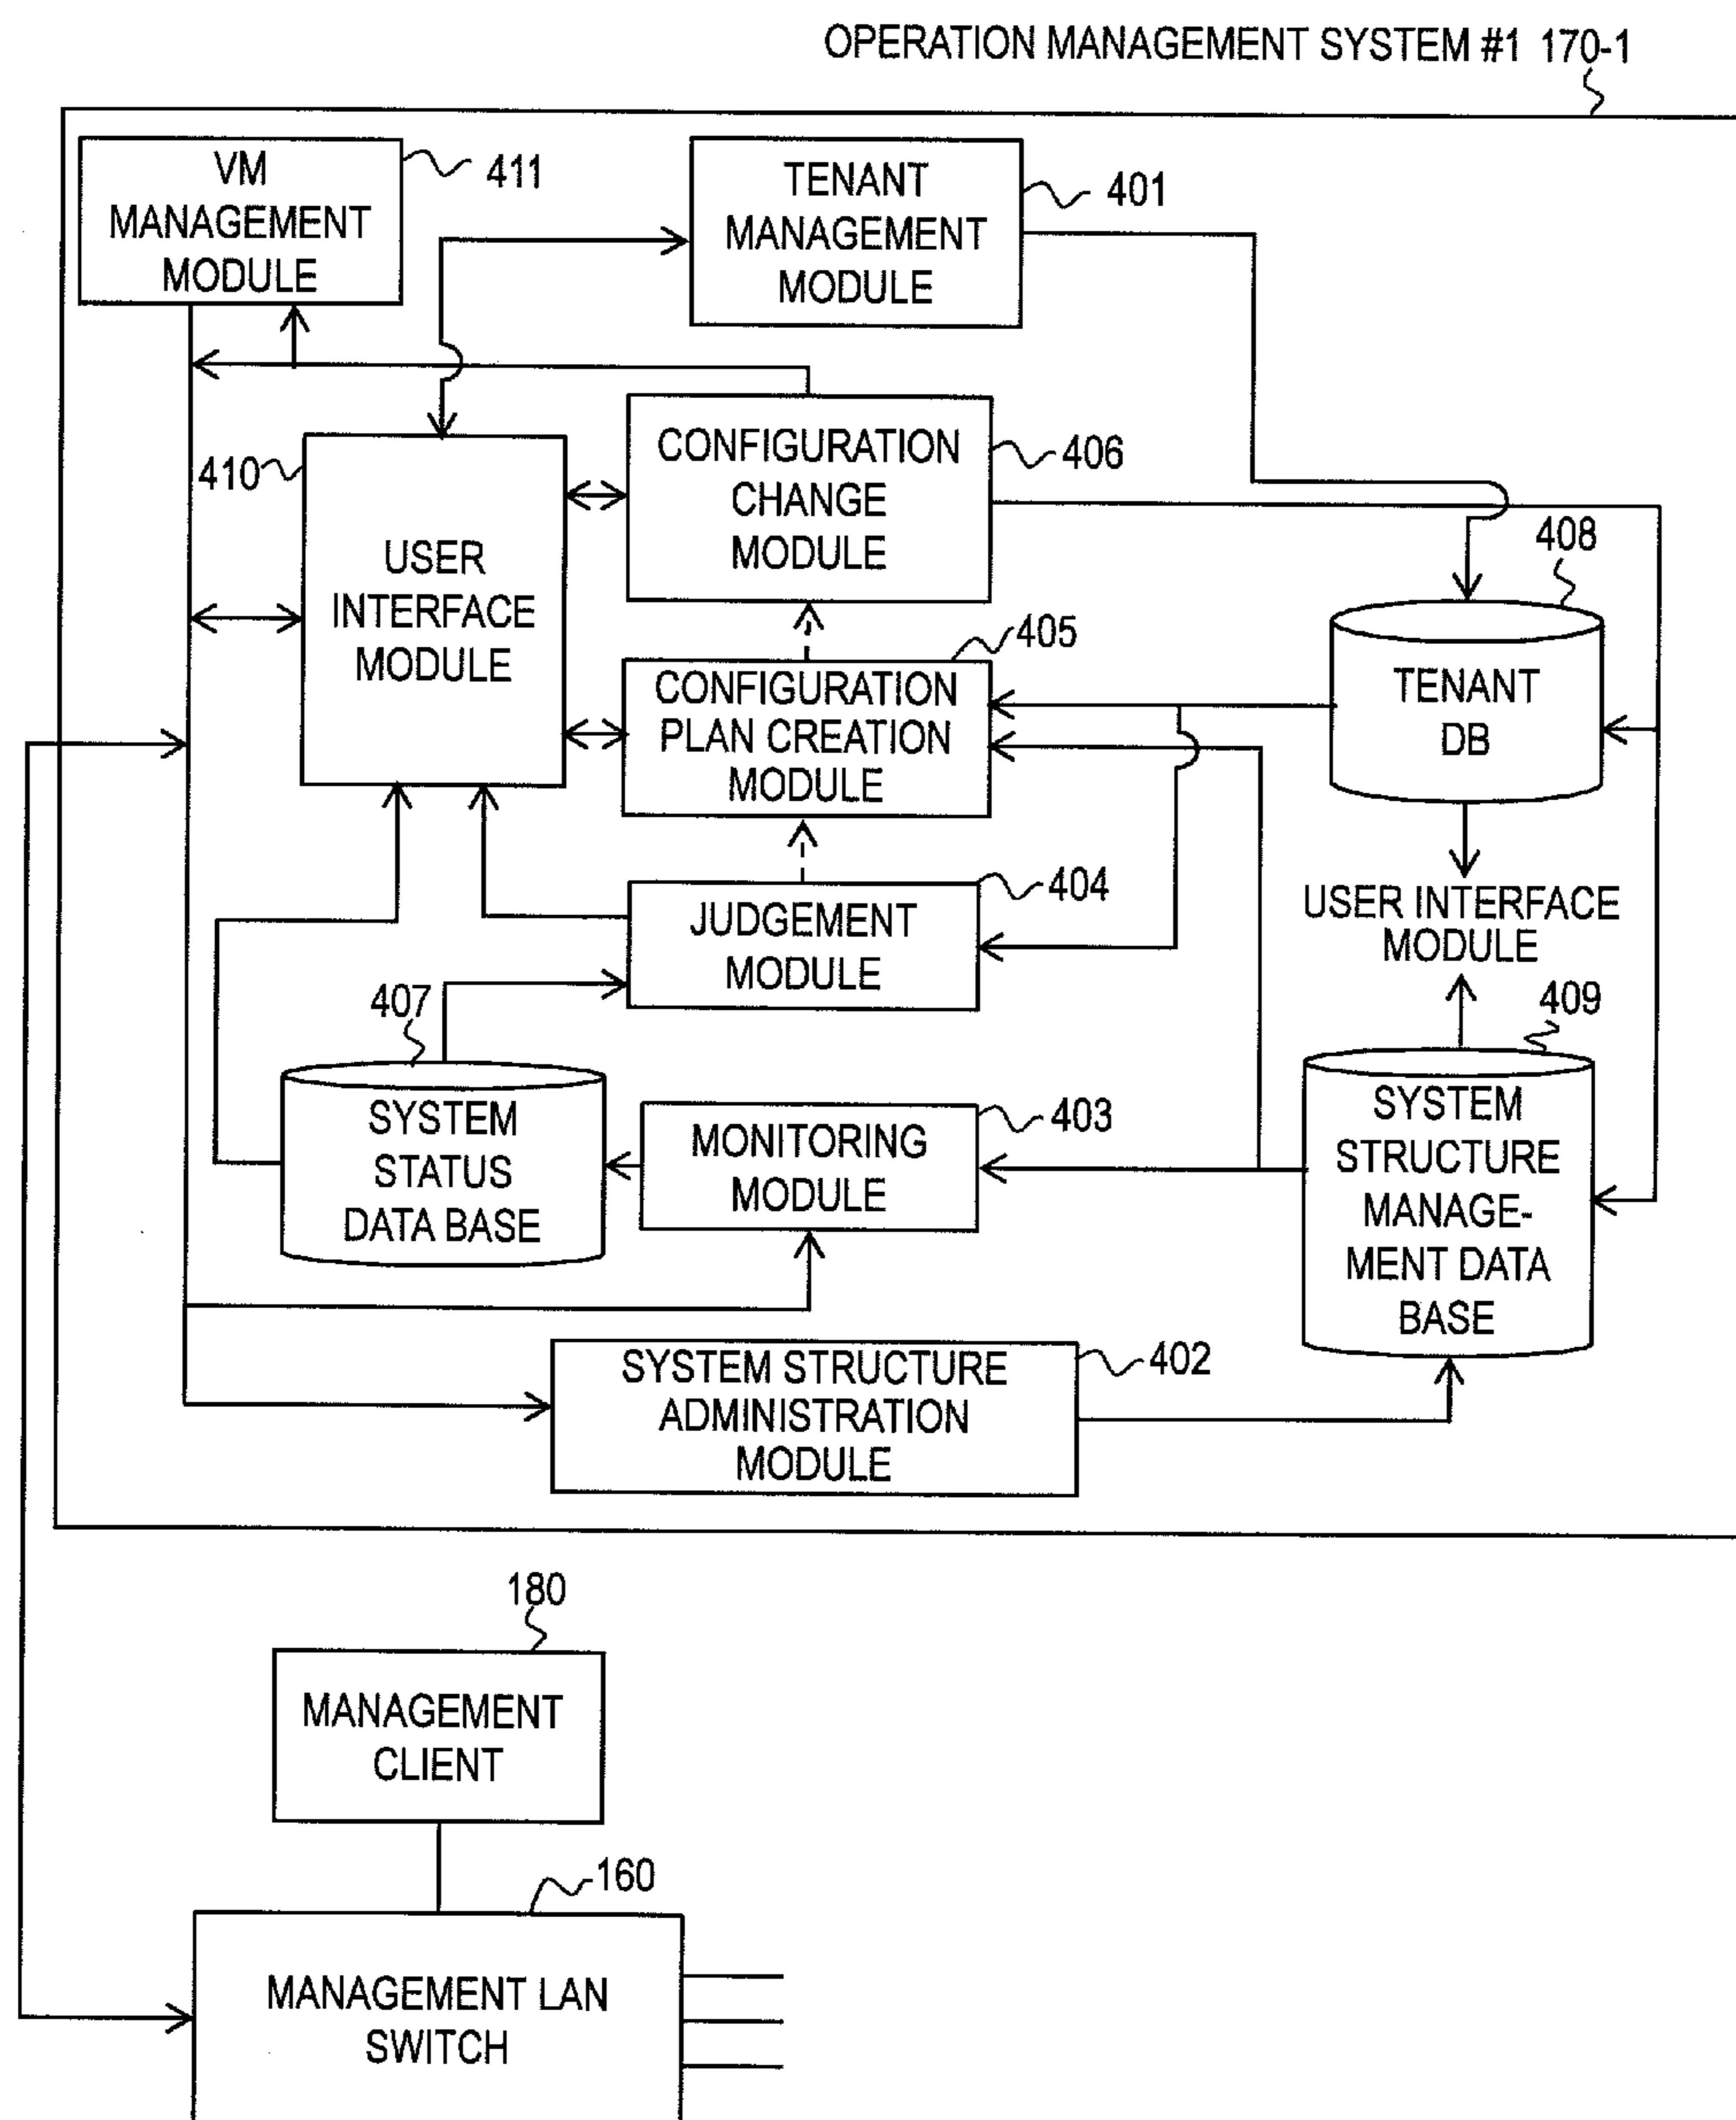 OPERATION MANAGEMENT SYSTEM #1 170-1
VM
MANAGEMENT
MODULE
411
TENANT
MANAGEMENT
MODULE
401
410
USER
INTERFACE
MODULE
CONFIGURATION
CHANGE
MODULE
406
408
TENANT
DB
405
CONFIGURATION
PLAN CREATION
MODULE
404
JUDGEMENT
MODULE
USER INTERFACE
MODULE
407
SYSTEM
STATUS
DATA BASE
403
MONITORING
MODULE
409
SYSTEM
STRUCTURE
MANAGE-
MENT DATA
BASE
402
SYSTEM STRUCTURE
ADMINISTRATION
MODULE
180
MANAGEMENT
CLIENT
160
MANAGEMENT LAN
SWITCH